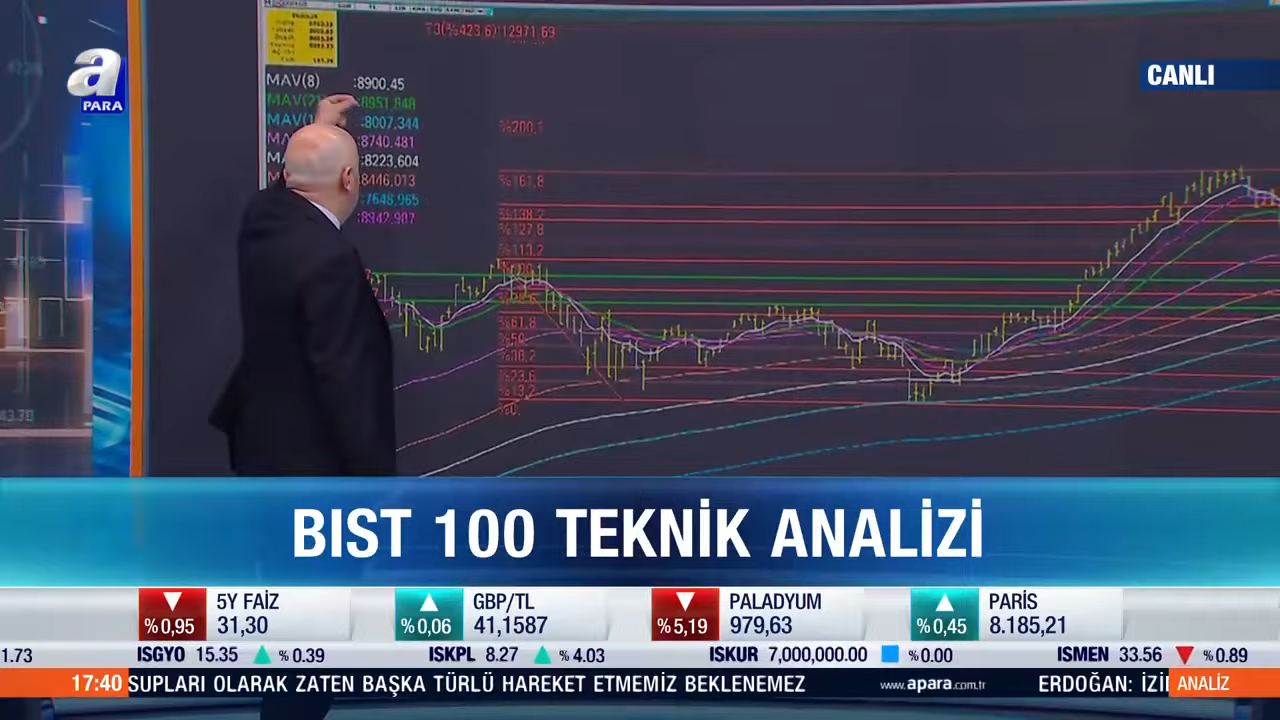 T3(%423.6):12971.69
a
PARA
CANLI
MAV(8) :8900,45
:8951,848
:8007,344
:8740,481
:8223,604
:8446,013
:7648,965
:8942,907
%200.
%161.8
%138.2
%127.8
%113.2
%61.8
%50.
%38.2
%23.6
%13.2
%0.
BIST 100 TEKNİK ANALİZİ
%0,95 5Y FAİZ 31,30
%0,06 GBP/TL 41,1587
%5,19 PALADYUM 979,63
%0,45 PARİS 8.185,21
1.73 ISGYO 15.35 %0.39 ISKPL 8.27 %4.03 ISKUR 7,000,000.00 %0.00 ISMEN 33.56 %0.89
17:40 SUPLARI OLARAK ZATEN BAŞKA TÜRLÜ HAREKET ETMEMİZ BEKLENEMEZ www.apara.com.tr ERDOĞAN: İZİ ANALİZ